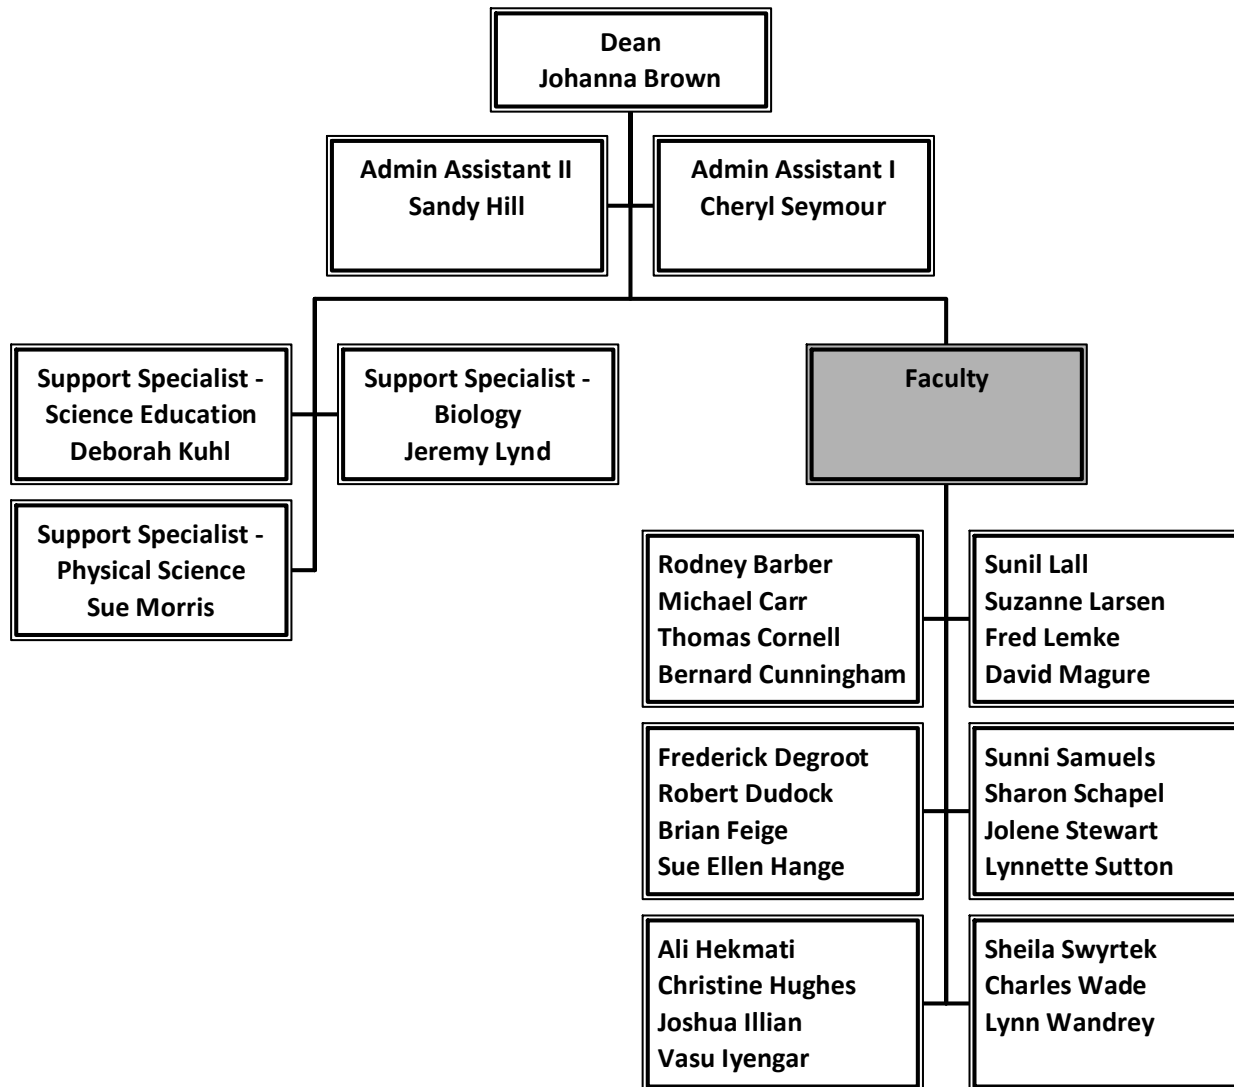 Dean
Johanna Brown
Admin Assistant II
Sandy Hill
Admin Assistant I
Cheryl Seymour
Support Specialist -
Science Education
Deborah Kuhl
Support Specialist -
Biology
Jeremy Lynd
Faculty
Support Specialist -
Physical Science
Sue Morris
Rodney Barber
Michael Carr
Thomas Cornell
Bernard Cunningham
Sunil Lall
Suzanne Larsen
Fred Lemke
David Magure
Frederick Degroot
Robert Dudock
Brian Feige
Sue Ellen Hange
Sunni Samuels
Sharon Schapel
Jolene Stewart
Lynnette Sutton
Ali Hekmati
Christine Hughes
Joshua Illian
Vasu Iyengar
Sheila Swyrtek
Charles Wade
Lynn Wandrey